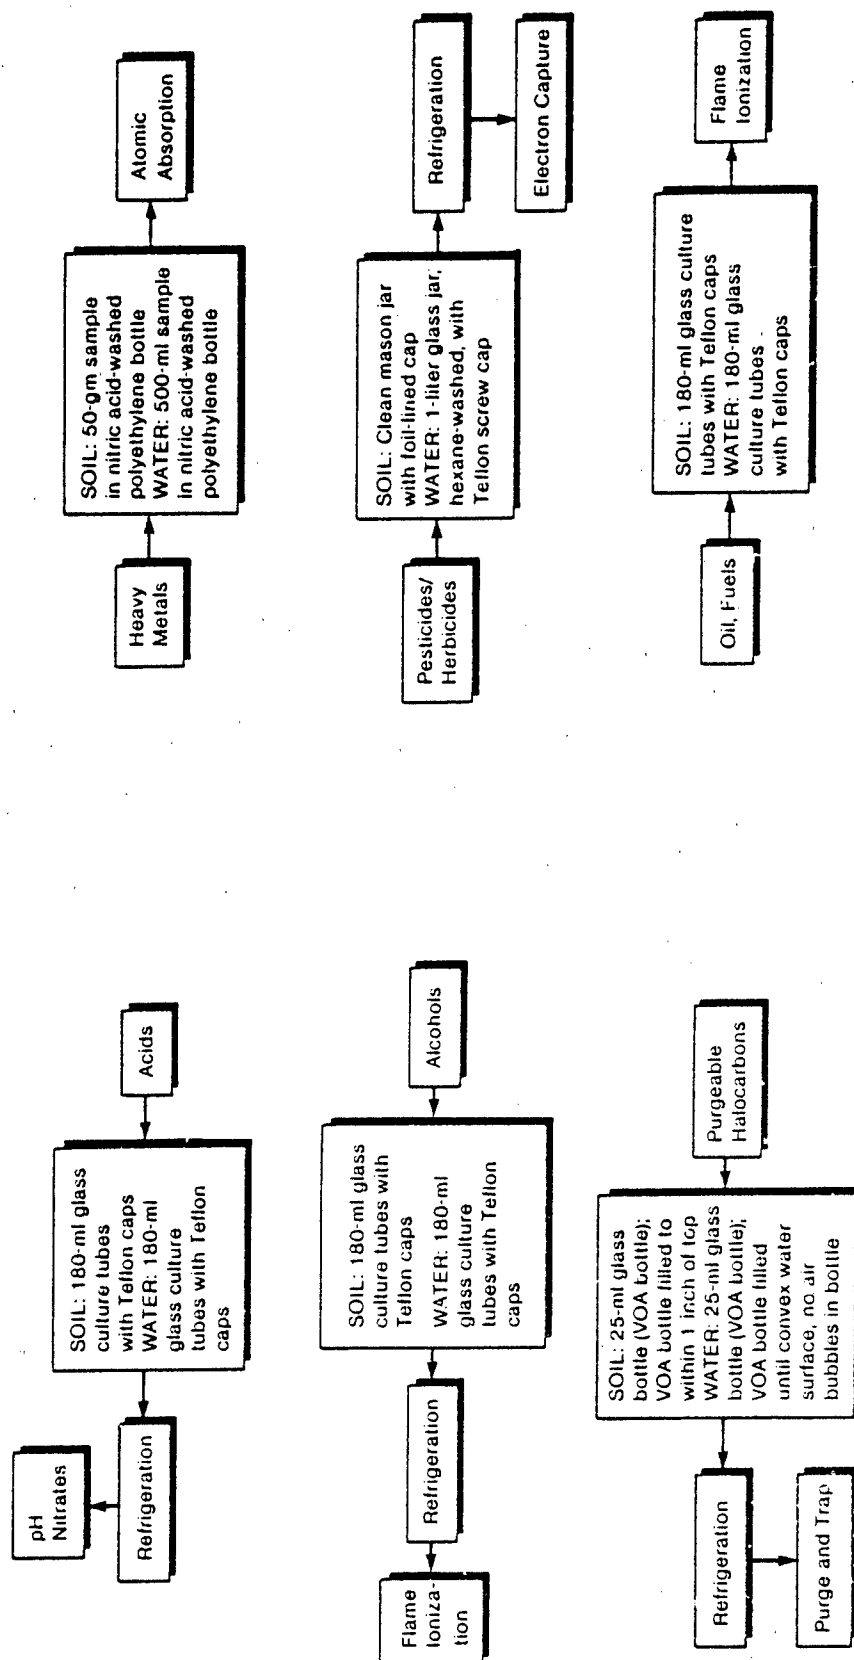 pH
Nitrates
Refrigeration
SOIL: 180-ml glass
culture tubes
with Teflon caps
WATER: 180-ml
glass culture
tubes with Teflon
caps
Acids
Heavy
Metals
SOIL: 50-gm sample
in nitric acid-washed
polyethylene bottle
WATER: 500-ml sample
in nitric acid-washed
polyethylene bottle
Atomic
Absorption
Flame
Ioniza-
tion
Refrigeration
SOIL: 180-ml glass
culture tubes with
Teflon caps
WATER: 180-ml
glass culture
tubes with Teflon
caps
Alcohols
Pesticides/
Herbicides
SOIL: Clean mason jar
with foil-lined cap
WATER: 1-liter glass jar;
hexane-washed, with
Teflon screw cap
Refrigeration
Electron Capture
Refrigeration
Purge and Trap
SOIL: 25-ml glass
bottle (VOA bottle);
VOA bottle filled to
within 1 inch of top
WATER: 25-ml glass
bottle (VOA bottle);
VOA bottle filled
until convex water
surface, no air
bubbles in bottle
Purgeable
Halocarbons
Oil, Fuels
SOIL: 180-ml glass culture
tubes with Teflon caps
WATER: 180-ml glass
culture tubes
with Teflon caps
Flame
Ionization